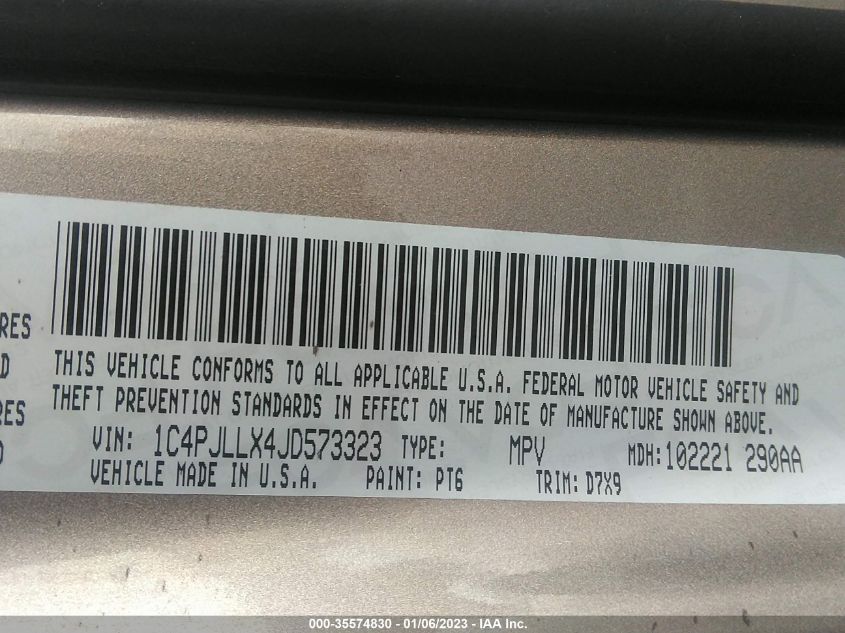 RES
D
THIS VEHICLE CONFORMS TO ALL APPLICABLE U.S.A. FEDERAL MOTOR VEHICLE SAFETY AND
RES
THEFT PREVENTION STANDARDS IN EFFECT ON THE DATE OF MANUFACTURE SHOWN ABOVE.
VIN: 1C4PJLLX4JD573323 TYPE: MPV MDH:102221 290AA
VEHICLE MADE IN U.S.A. PAINT: PT6 TRIM: D7X9
000-35574830 - 01/06/2023 - IAA Inc.